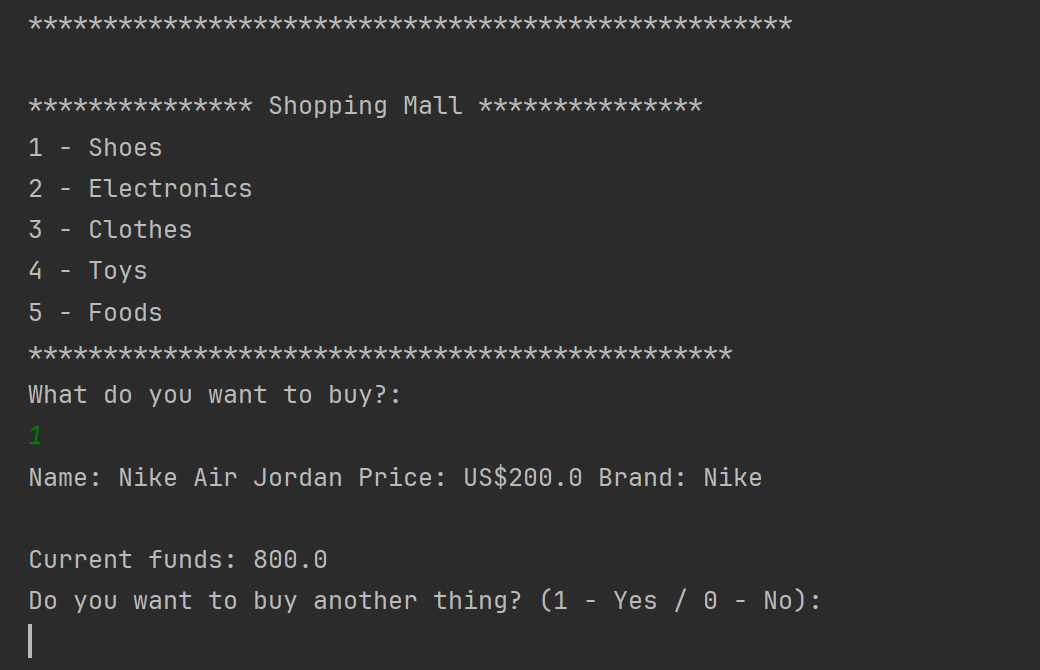 ***************************************************
*************** Shopping Mall ***************
1 - Shoes
2 - Electronics
3 - Clothes
4 - Toys
5 - Foods
***********************************************
What do you want to buy?:
1
Name: Nike Air Jordan Price: US$200.0 Brand: Nike
Current funds: 800.0
Do you want to buy another thing? (1 - Yes / 0 - No):